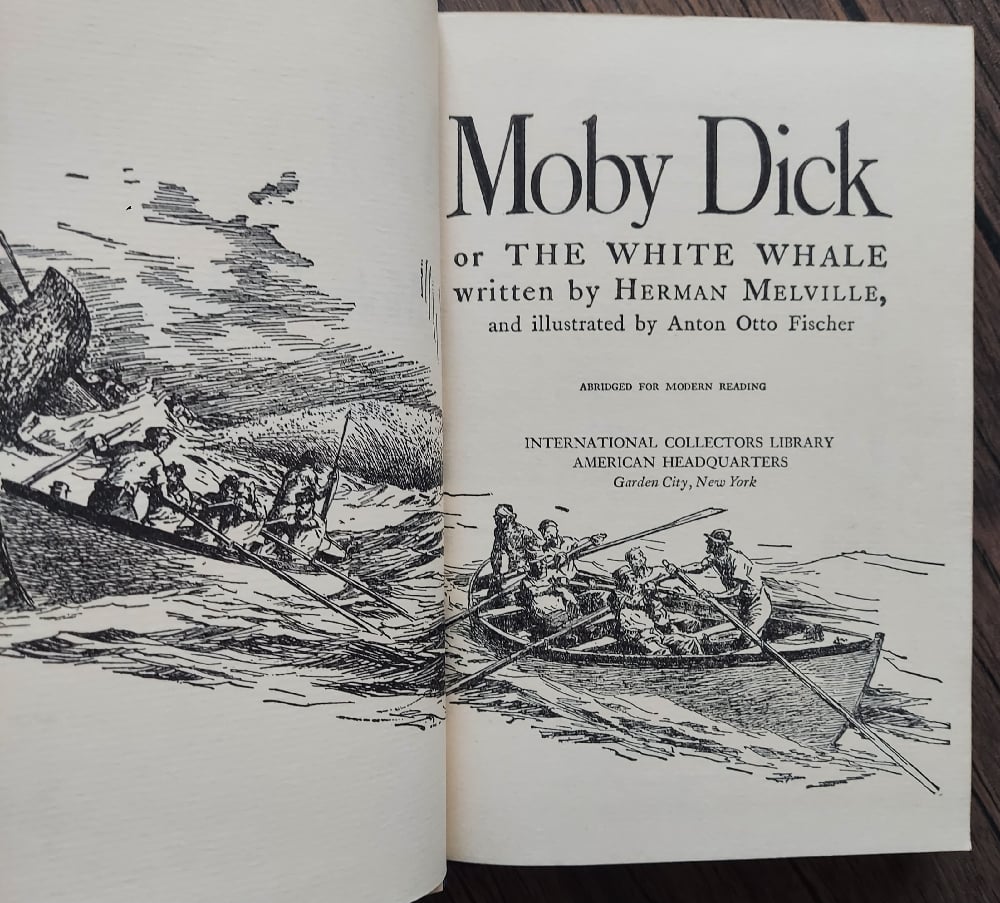 Moby Dick
or THE WHITE WHALE
written by HERMAN MELVILLE,
and illustrated by Anton Otto Fischer
ABRIDGED FOR MODERN READING
INTERNATIONAL COLLECTORS LIBRARY
AMERICAN HEADQUARTERS
Garden City, New York